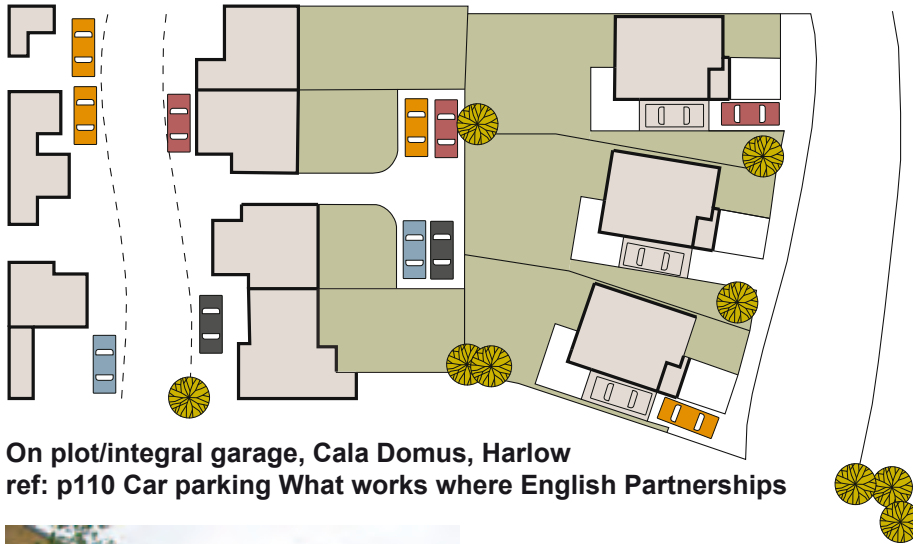 On plot/integral garage, Cala Domus, Harlow
ref: p110 Car parking What works where English Partnerships